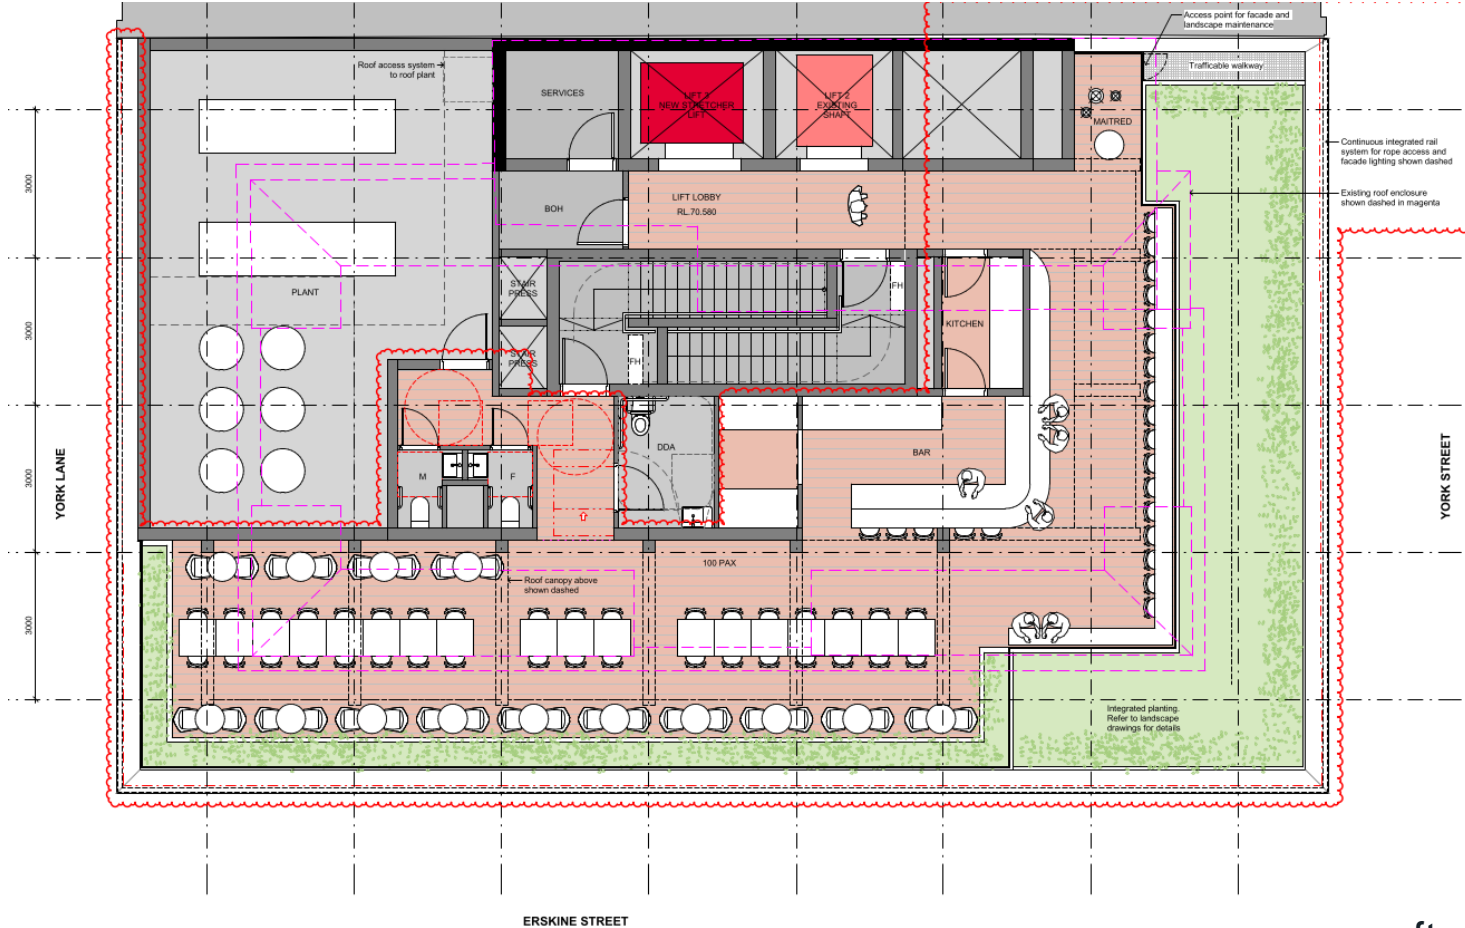 Access point for facade and
landscape maintenance
Roof access system
to roof plant
Trafficable walkway
SERVICES
LIFT 3
NEW STRETCHER
LIFT
LIFT 2
EXISTING
SHAFT
MAITRED
Continuous integrated rail
system for rope access and
facade lighting shown dashed
3000
Existing roof enclosure
shown dashed in magenta
LIFT LOBBY
RL.70.580
BOH
PLANT
STAIR
PRESS
FH
KITCHEN
3000
STAIR
PRESS
FH
YORK LANE
3000
M
F
DDA
BAR
YORK STREET
100 PAX
Roof canopy above
shown dashed
3000
Integrated planting.
Refer to landscape
drawings for details
ERSKINE STREET